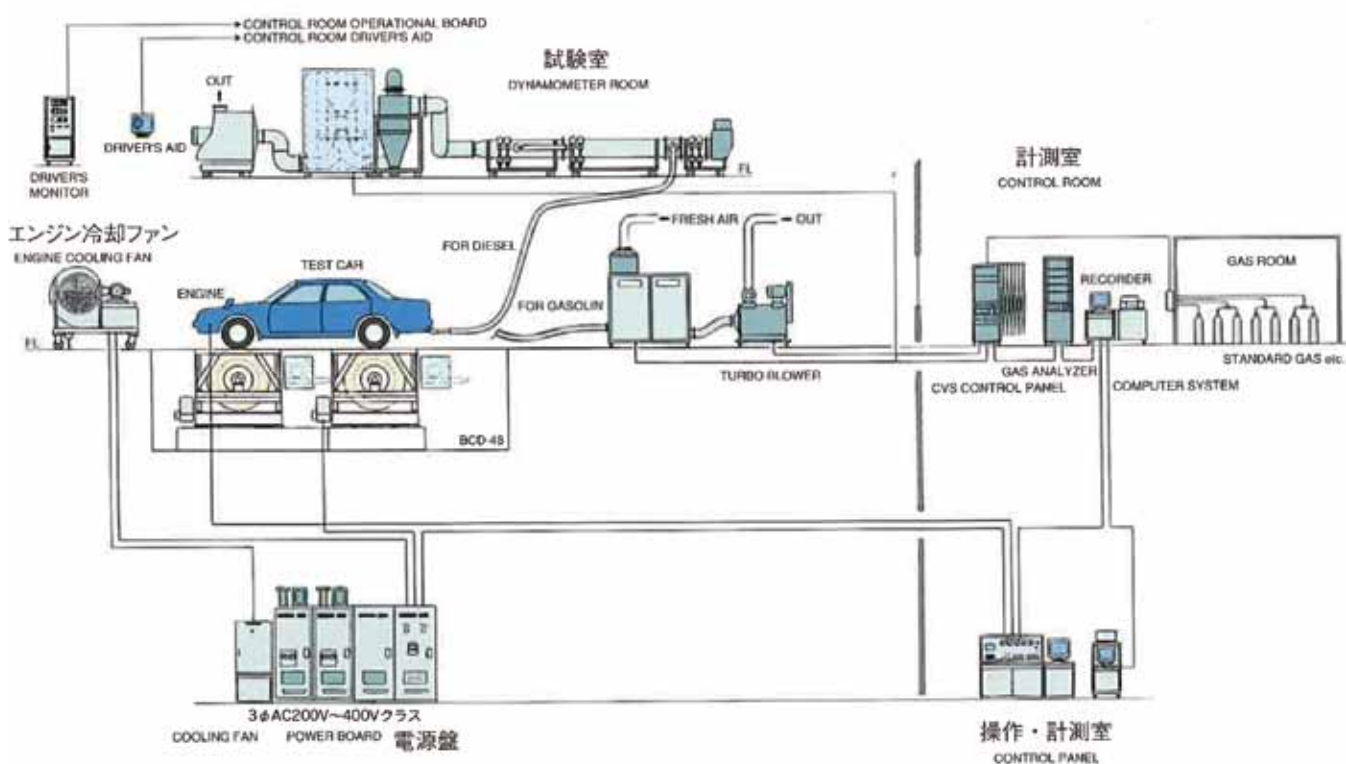 CONTROL ROOM OPERATIONAL BOARD
CONTROL ROOM DRIVER'S AID
試験室
DYNAMOMETER ROOM
OUT
DRIVER'S AID
DRIVER'S
MONITOR
FL
計測室
CONTROL ROOM
エンジン冷却ファン
ENGINE COOLING FAN
FOR DIESEL
FRESH AIR
OUT
TEST CAR
ENGINE
FOR GASOLIN
RECORDER
GAS ROOM
FL
TURBO BLOWER
GAS ANALYZER
CVS CONTROL PANEL
COMPUTER SYSTEM
STANDARD GAS etc.
BCD-48
3φAC200V～400Vクラス
COOLING FAN
POWER BOARD
電源盤
操作・計測室
CONTROL PANEL